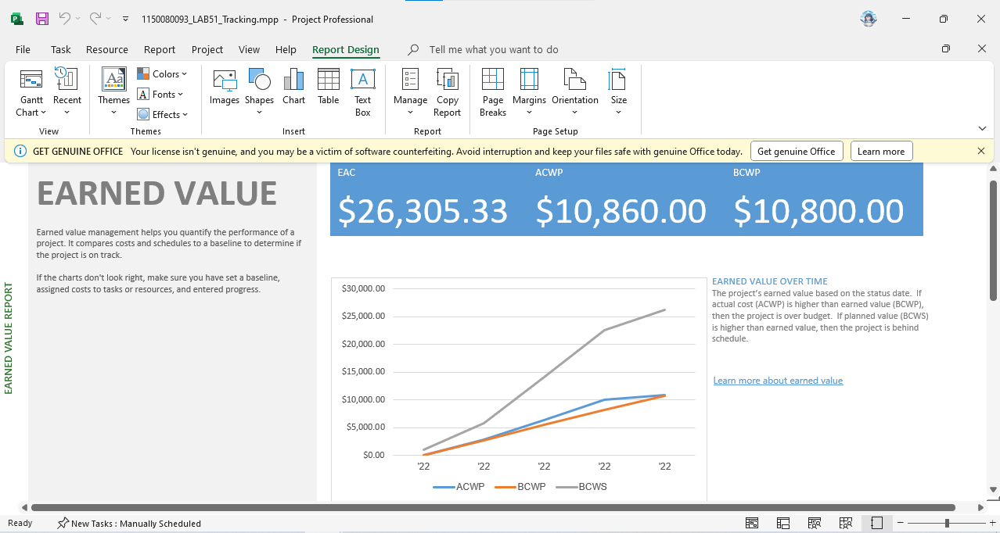 1150080093_LAB51_Tracking.mpp - Project Professional
File Task Resource Report Project View Help Report Design Tell me what you want to do
Gantt Chart Recent
View
Themes Colors Fonts Effects
Themes
Images Shapes Chart Table Text Box
Insert
Manage Copy Report
Report
Page Breaks Margins Orientation Size
Page Setup
GET GENUINE OFFICE Your license isn't genuine, and you may be a victim of software counterfeiting. Avoid interruption and keep your files safe with genuine Office today. Get genuine Office Learn more
EARNED VALUE REPORT
EARNED VALUE
Earned value management helps you quantify the performance of a
project. It compares costs and schedules to a baseline to determine if
the project is on track.
If the charts don't look right, make sure you have set a baseline,
assigned costs to tasks or resources, and entered progress.
EAC ACWP BCWP
$26,305.33 $10,860.00 $10,800.00
$30,000.00
$25,000.00
$20,000.00
$15,000.00
$10,000.00
$5,000.00
$0.00
'22 '22 '22 '22 '22
ACWP BCWP BCWS
EARNED VALUE OVER TIME
The project's earned value based on the status date. If
actual cost (ACWP) is higher than earned value (BCWP),
then the project is over budget. If planned value (BCWS)
is higher than earned value, then the project is behind
schedule.
Learn more about earned value
Ready New Tasks : Manually Scheduled